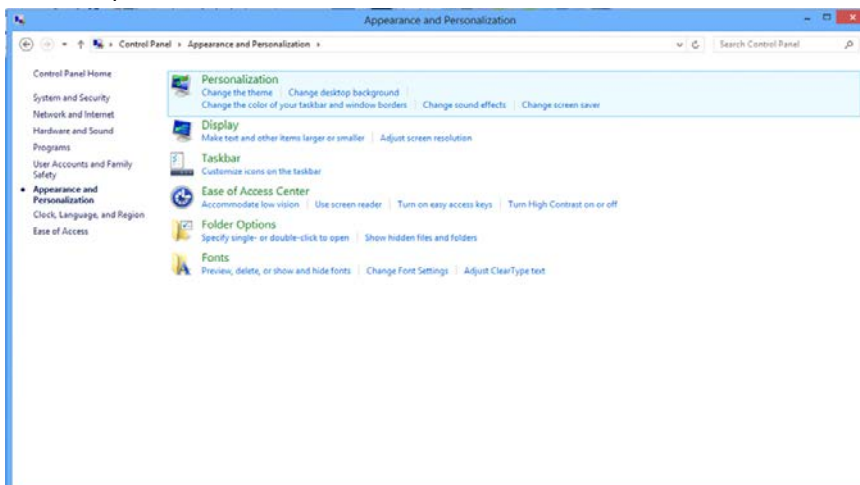 Appearance and Personalization
Control Panel › Appearance and Personalization ›
Search Control Panel
Control Panel Home
System and Security
Network and Internet
Hardware and Sound
Programs
User Accounts and Family
Safety
Appearance and
Personalization
Clock, Language, and Region
Ease of Access
Personalization
Change the theme | Change desktop background |
Change the color of your taskbar and window borders | Change sound effects | Change screen saver
Display
Make text and other items larger or smaller | Adjust screen resolution
Taskbar
Customize icons on the taskbar
Ease of Access Center
Accommodate low vision | Use screen reader | Turn on easy access keys | Turn High Contrast on or off
Folder Options
Specify single- or double-click to open | Show hidden files and folders
Fonts
Preview, delete, or show and hide fonts | Change Font Settings | Adjust ClearType text